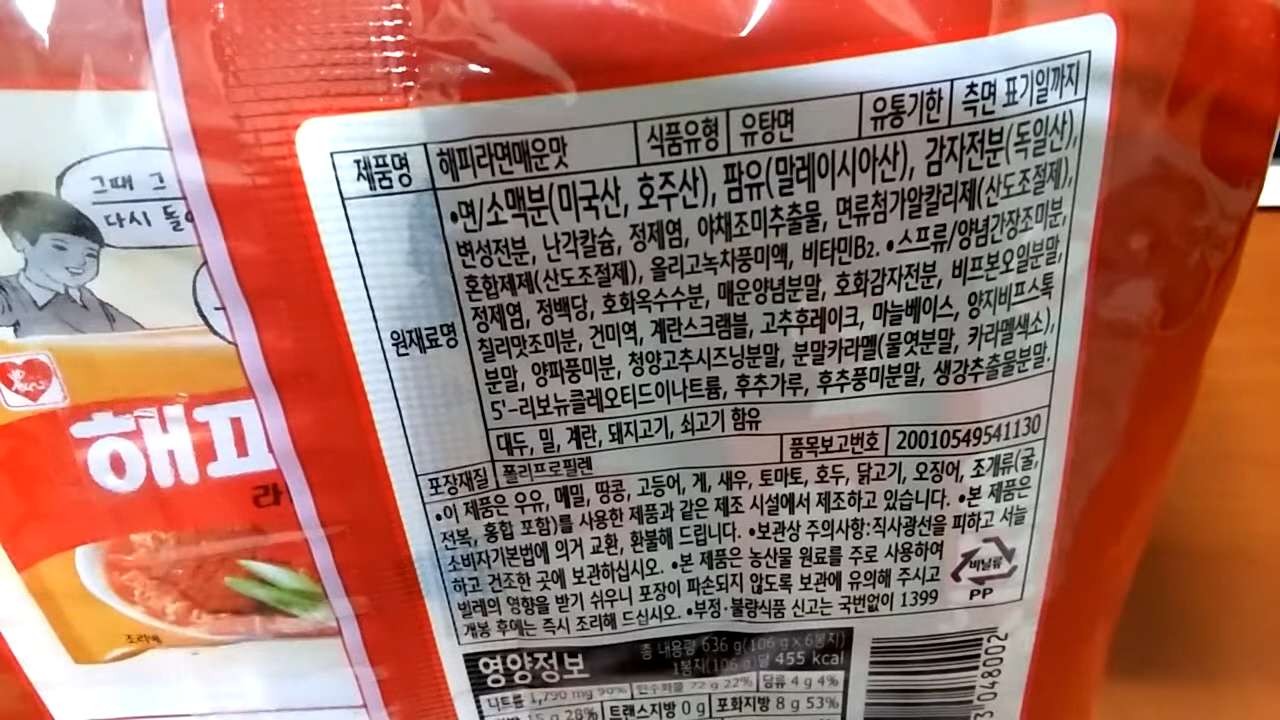 그때 그
다시 돌
해피
라
조리예
제품명 해피라면매운맛 식품유형 유탕면 유통기한 측면 표기일까지
원재료명
•면/소맥분(미국산, 호주산), 팜유(말레이시아산), 감자전분(독일산),
변성전분, 난각칼슘, 정제염, 야채조미추출물, 면류첨가알칼리제(산도조절제),
혼합제제(산도조절제), 올리고녹차풍미액, 비타민B2. •스프류/양념간장조미분,
정제염, 정백당, 호화옥수수분, 매운양념분말, 호화감자전분, 비프본오일분말,
칠리맛조미분, 건미역, 계란스크램블, 고추후레이크, 마늘베이스, 양지비프스톡
분말, 양파풍미분, 청양고추시즈닝분말, 분말카라멜(물엿분말, 카라멜색소),
5'-리보뉴클레오티드이나트륨, 후추가루, 후추풍미분말, 생강추출물분말.
대두, 밀, 계란, 돼지고기, 쇠고기 함유
포장재질 폴리프로필렌 품목보고번호 20010549541130
•이 제품은 우유, 메밀, 땅콩, 고등어, 게, 새우, 토마토, 호두, 닭고기, 오징어, 조개류(굴,
전복, 홍합 포함)를 사용한 제품과 같은 제조 시설에서 제조하고 있습니다. •본 제품은
소비자기본법에 의거 교환, 환불해 드립니다. •보관상 주의사항:직사광선을 피하고 서늘
하고 건조한 곳에 보관하십시오. •본 제품은 농산물 원료를 주로 사용하여
벌레의 영향을 받기 쉬우니 포장이 파손되지 않도록 보관에 유의해 주시고
개봉 후에는 즉시 조리해 드십시오. •부정·불량식품 신고는 국번없이 1399
비닐류
PP
영양정보
총 내용량 636 g(106 g x 6봉지)
1봉지(106 g)당 455 kcal
나트륨 1,790 mg 90% 탄수화물 72 g 22% 당류 4 g 4%
15 g 28% 트랜스지방 0 g 포화지방 8 g 53%
3 048002